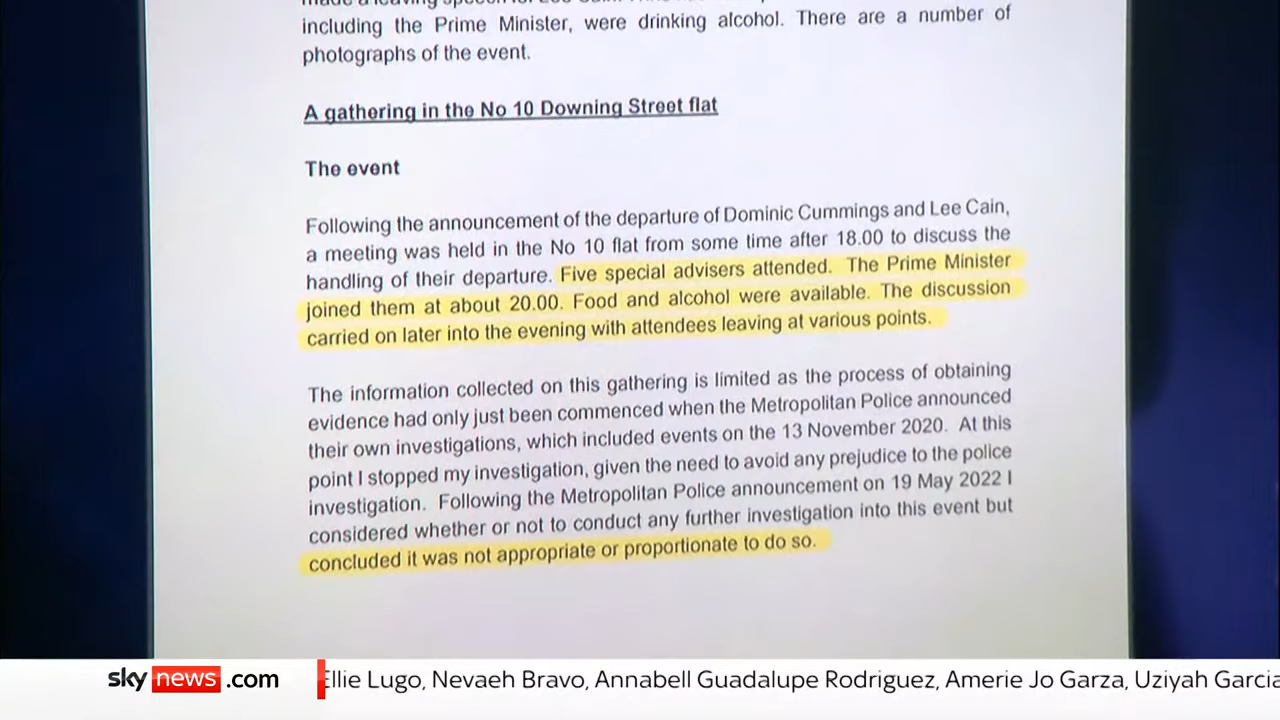 including the Prime Minister, were drinking alcohol. There are a number of
photographs of the event.
A gathering in the No 10 Downing Street flat
The event
Following the announcement of the departure of Dominic Cummings and Lee Cain,
a meeting was held in the No 10 flat from some time after 18.00 to discuss the
handling of their departure. Five special advisers attended. The Prime Minister
joined them at about 20.00. Food and alcohol were available. The discussion
carried on later into the evening with attendees leaving at various points.
The information collected on this gathering is limited as the process of obtaining
evidence had only just been commenced when the Metropolitan Police announced
their own investigations, which included events on the 13 November 2020. At this
point I stopped my investigation, given the need to avoid any prejudice to the police
investigation. Following the Metropolitan Police announcement on 19 May 2022 I
considered whether or not to conduct any further investigation into this event but
concluded it was not appropriate or proportionate to do so.
sky news .com
Ellie Lugo, Nevaeh Bravo, Annabell Guadalupe Rodriguez, Amerie Jo Garza, Uziyah Garcia